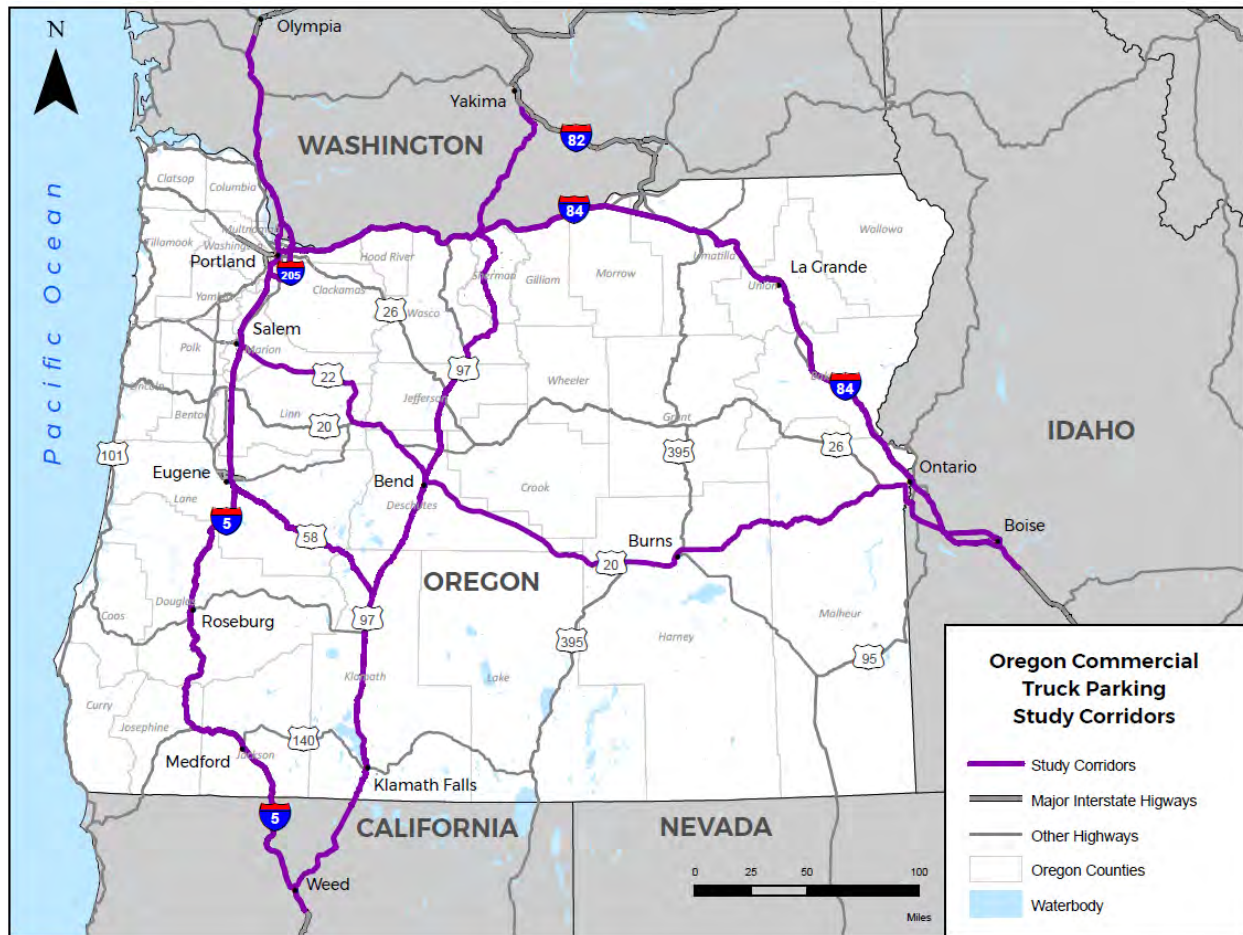 N
Olympia
Yakima
82
WASHINGTON
Pacific Ocean
Clatsop
Columbia
84
Wallowa
Multnomah
Tillamook
Washington
Portland
Hood River
Umatilla
205
Sherman
Gilliam
Morrow
La Grande
Union
Yamhill
Clackamas
26
Wasco
Salem
Marion
Polk
97
22
Wheeler
Jefferson
84
Lincoln
Benton
Linn
20
Grant
IDAHO
101
395
26
Eugene
Bend
Crook
Ontario
Lane
Deschutes
5
58
Burns
20
Boise
OREGON
Douglas
Coos
Roseburg
97
Malheur
Harney
395
95
Klamath
Lake
Curry
Josephine
140
Medford
Jackson
Klamath Falls
5
CALIFORNIA
NEVADA
Weed
0 25 50 100
Miles
Oregon Commercial
Truck Parking
Study Corridors
Study Corridors
Major Interstate Higways
Other Highways
Oregon Counties
Waterbody